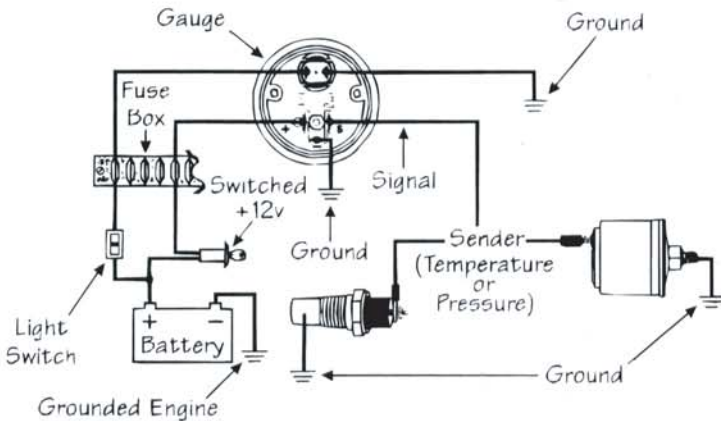 Gauge
Ground
Fuse
Box
+
S
Signal
Switched
+12v
Ground
Sender
(Temperature
or
Pressure)
Light
Switch
+ −
Battery
Ground
Grounded Engine